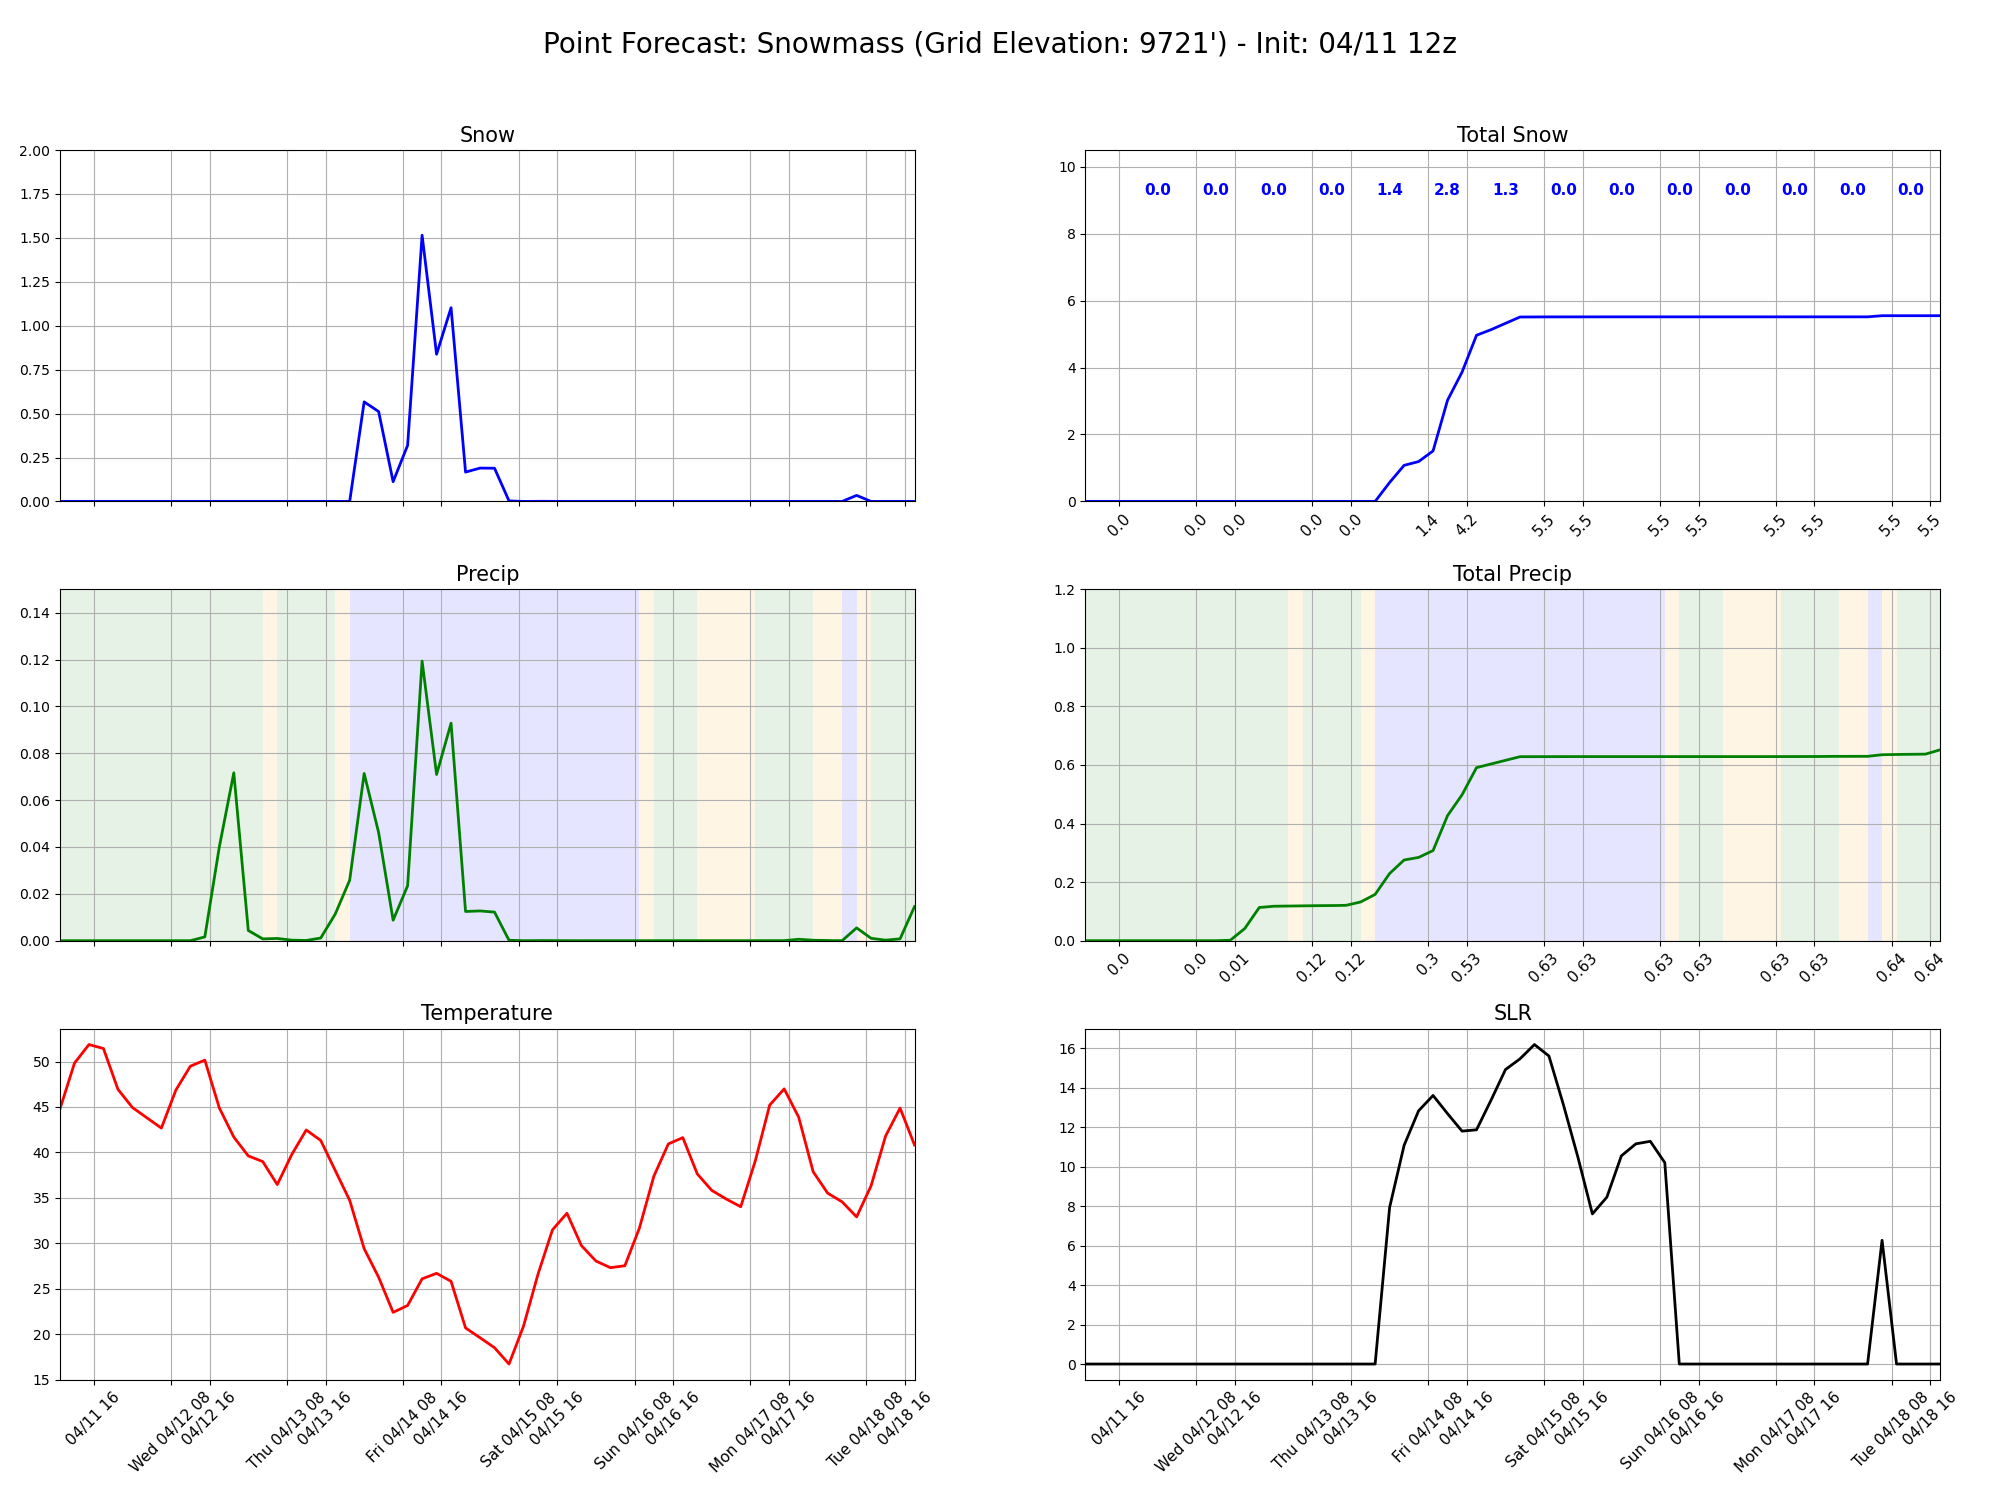 Point Forecast: Snowmass (Grid Elevation: 9721') - Init: 04/11 12z
Snow
2.00
1.75
1.50
1.25
1.00
0.75
0.50
0.25
0.00
Total Snow
10
8
6
4
2
0
0.0 0.0 0.0 0.0 1.4 2.8 1.3 0.0 0.0 0.0 0.0 0.0 0.0 0.0
0.0 0.0 0.0 0.0 0.0 1.4 4.2 5.5 5.5 5.5 5.5 5.5 5.5 5.5 5.5
Precip
0.14
0.12
0.10
0.08
0.06
0.04
0.02
0.00
Total Precip
1.2
1.0
0.8
0.6
0.4
0.2
0.0
0.0 0.0 0.01 0.12 0.12 0.3 0.53 0.63 0.63 0.63 0.63 0.63 0.63 0.64 0.64
Temperature
50
45
40
35
30
25
20
15
04/11 16
Wed 04/12 08
04/12 16
Thu 04/13 08
04/13 16
Fri 04/14 08
04/14 16
Sat 04/15 08
04/15 16
Sun 04/16 08
04/16 16
Mon 04/17 08
04/17 16
Tue 04/18 08
04/18 16
SLR
16
14
12
10
8
6
4
2
0
04/11 16
Wed 04/12 08
04/12 16
Thu 04/13 08
04/13 16
Fri 04/14 08
04/14 16
Sat 04/15 08
04/15 16
Sun 04/16 08
04/16 16
Mon 04/17 08
04/17 16
Tue 04/18 08
04/18 16